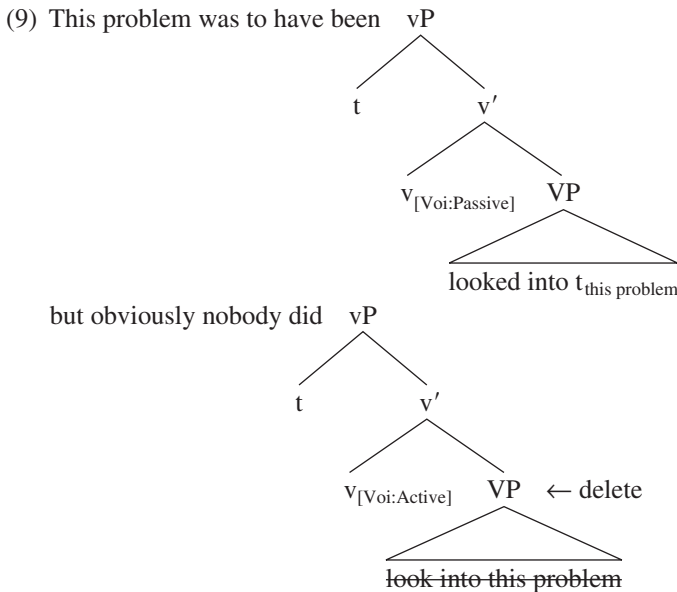 (9) This problem was to have been vP
t v′
v[Voi:Passive] VP
looked into t this problem
but obviously nobody did vP
t v′
v[Voi:Active] VP ← delete
look into this problem